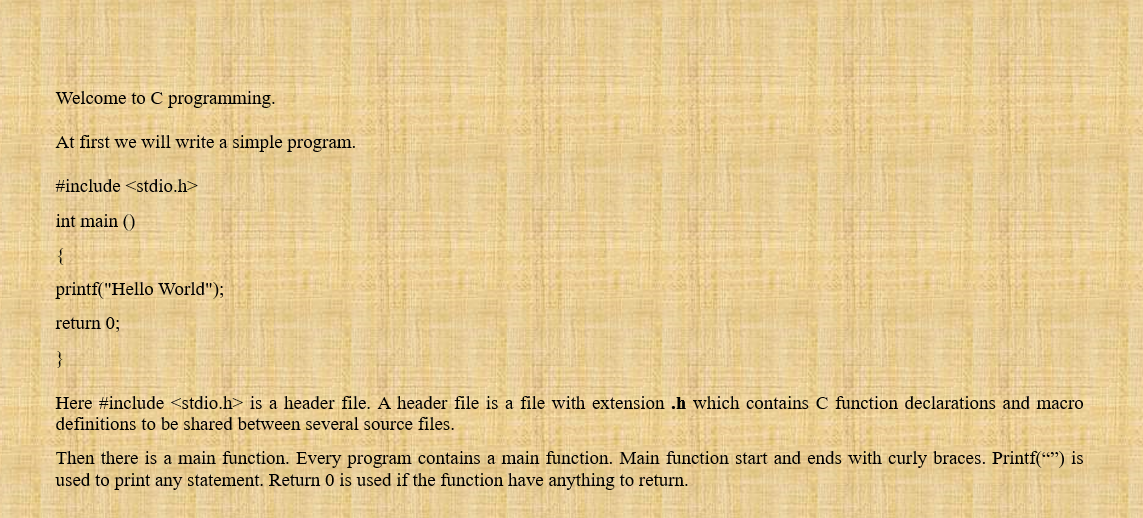 Welcome to C programming.
At first we will write a simple program.
#include <stdio.h>
int main ()
{
printf("Hello World");
return 0;
}
Here #include <stdio.h> is a header file. A header file is a file with extension .h which contains C function declarations and macro
definitions to be shared between several source files.
Then there is a main function. Every program contains a main function. Main function start and ends with curly braces. Printf(“”) is
used to print any statement. Return 0 is used if the function have anything to return.